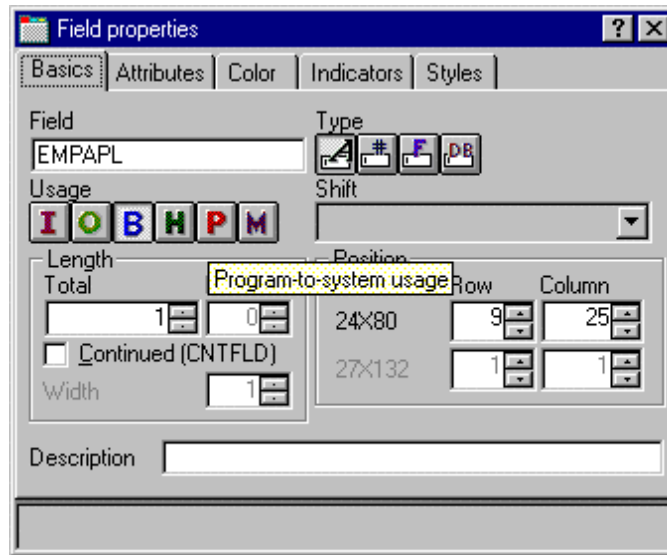 Field properties
Basics Attributes Color Indicators Styles
Field Type
EMPAPL A # F DB
Usage Shift
I O B H P M
Length Position
Total Program-to-system usage Row Column
1 0 24X80 9 25
Continued (CNTFLD) 27X132 1 1
Width 1
Description